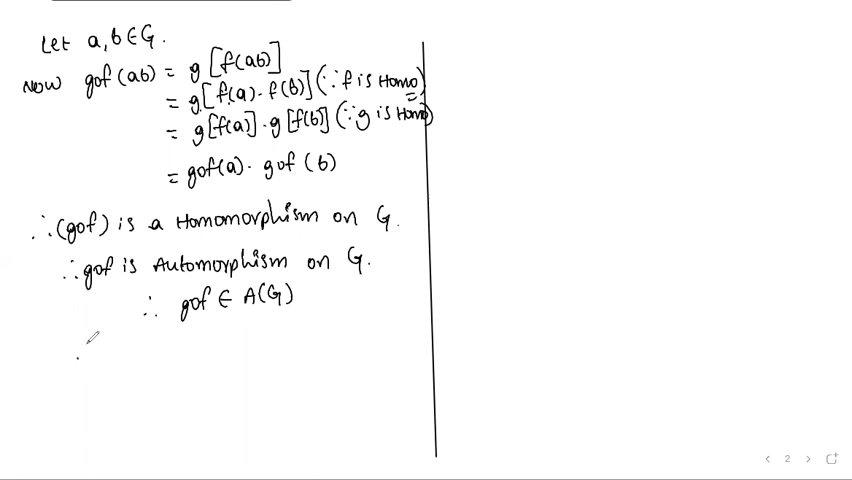 Let a, b ∈ G.
Now gof(ab) = g[f(ab)]
= g[f(a)·f(b)] (∵ f is Homo)
= g[f(a)]·g[f(b)] (∵ g is Homo)
= gof(a)· gof(b)
∴ (gof) is a Homomorphism on G.
∴ gof is Automorphism on G.
∴ gof ∈ A(G)
< 2 >